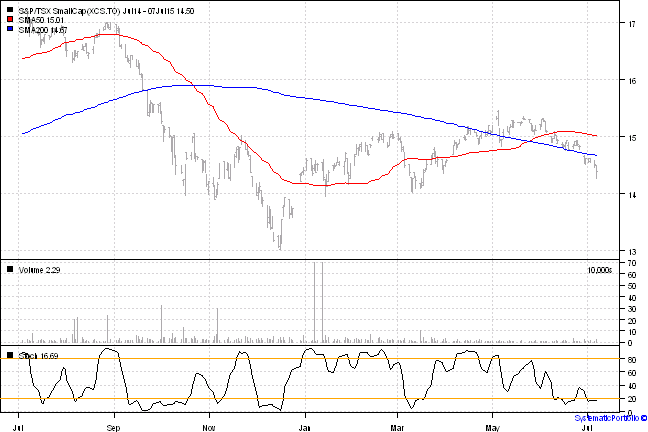 S&P/TSX SmallCap(XCS.TO) Jul14 - 07Jul15 14.50
SMA50 15.01
SMA200 14.67
17
16
15
14
13
Volume 2.29
10,000s
70
60
50
40
30
20
10
0
Stoch 16.69
80
60
40
20
0
Jul Sep Nov Jan Mar May Jul
SystematicPortfolio ©